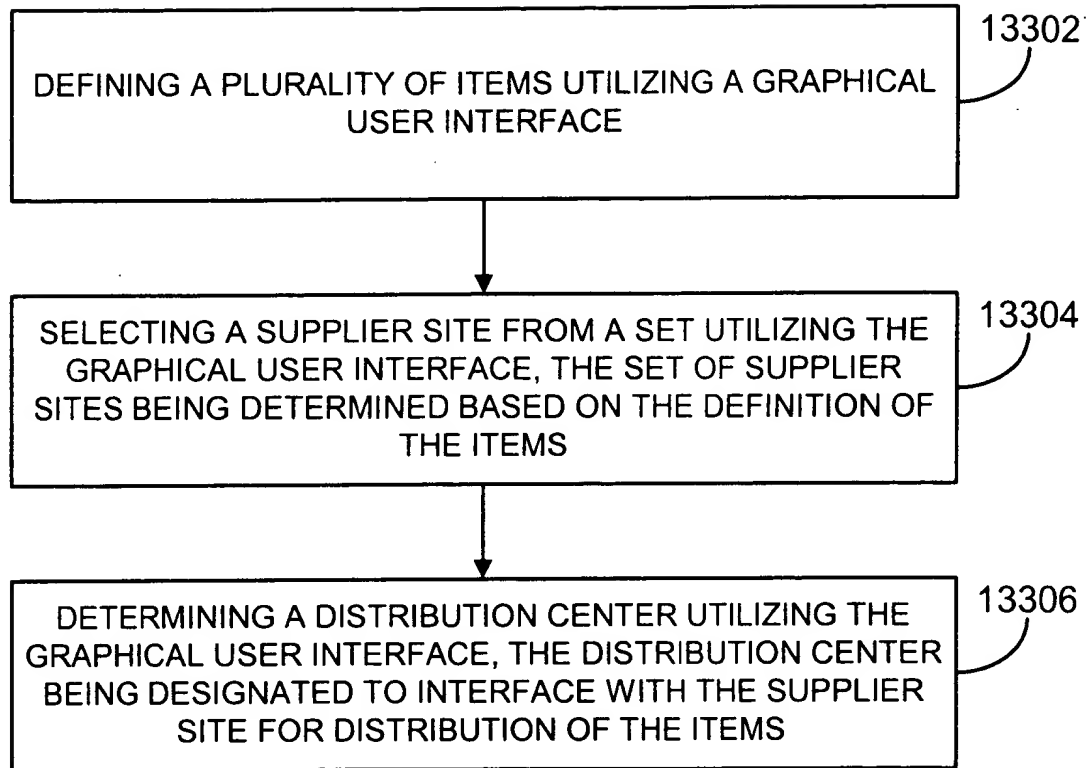 13302
DEFINING A PLURALITY OF ITEMS UTILIZING A GRAPHICAL
USER INTERFACE
13304
SELECTING A SUPPLIER SITE FROM A SET UTILIZING THE
GRAPHICAL USER INTERFACE, THE SET OF SUPPLIER
SITES BEING DETERMINED BASED ON THE DEFINITION OF
THE ITEMS
13306
DETERMINING A DISTRIBUTION CENTER UTILIZING THE
GRAPHICAL USER INTERFACE, THE DISTRIBUTION CENTER
BEING DESIGNATED TO INTERFACE WITH THE SUPPLIER
SITE FOR DISTRIBUTION OF THE ITEMS